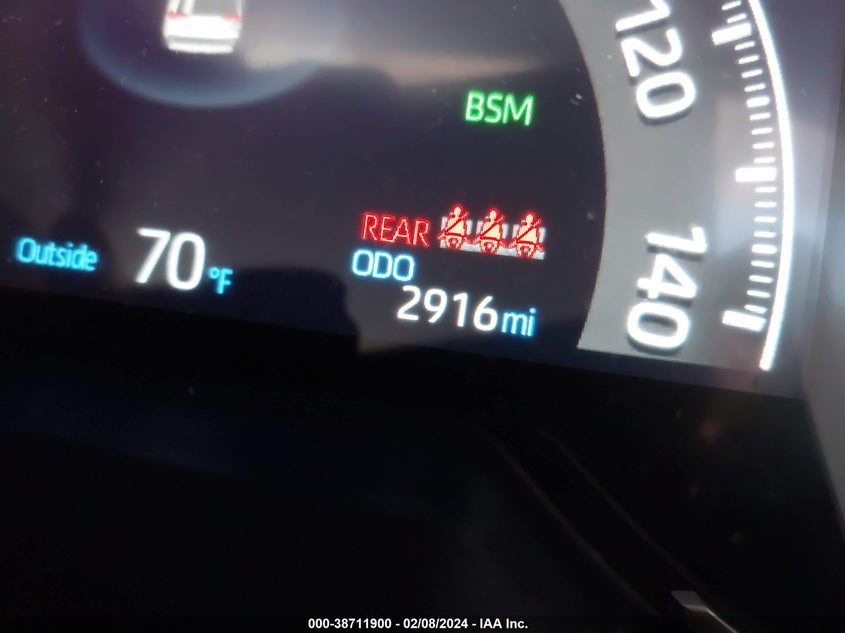 120
BSM
REAR
Outside 70 °F
ODO
2916 mi
140
000-38711900 - 02/08/2024 - IAA Inc.